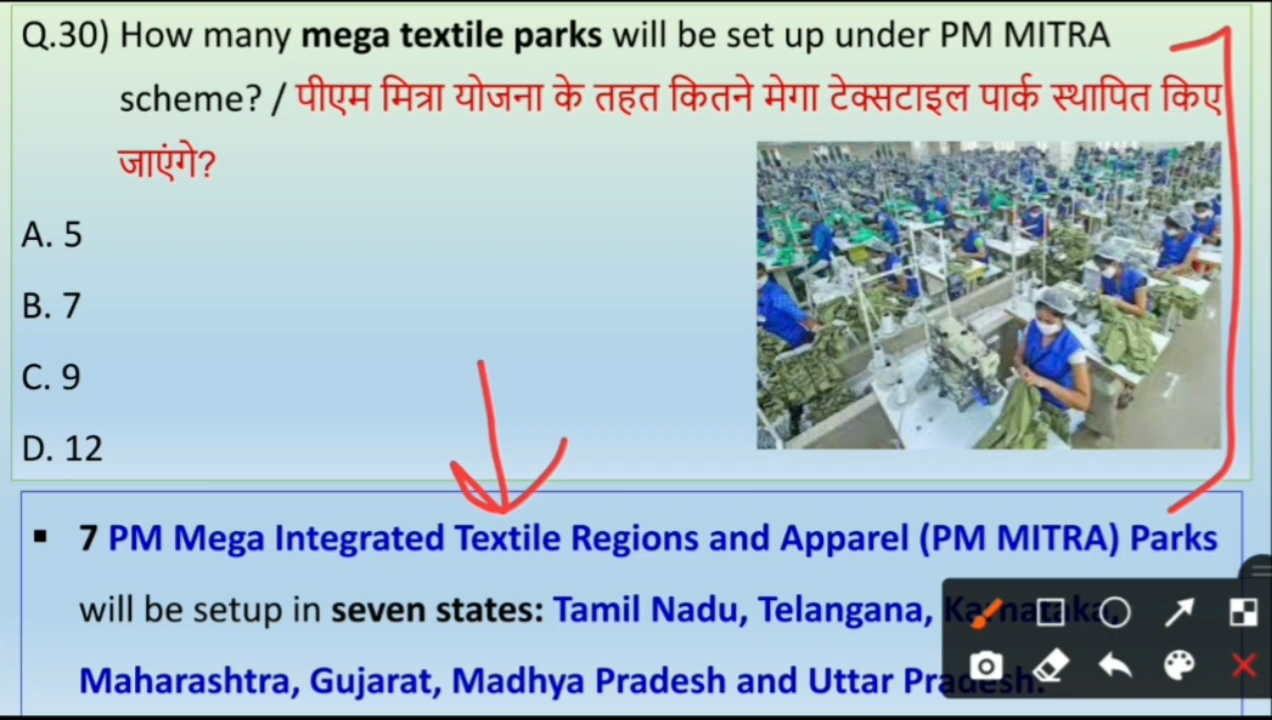 Q.30) How many mega textile parks will be set up under PM MITRA
scheme? / पीएम मित्रा योजना के तहत कितने मेगा टेक्सटाइल पार्क स्थापित किए
जाएंगे?
A. 5
B. 7
C. 9
D. 12
▪ 7 PM Mega Integrated Textile Regions and Apparel (PM MITRA) Parks
will be setup in seven states: Tamil Nadu, Telangana, Karnataka,
Maharashtra, Gujarat, Madhya Pradesh and Uttar Pradesh.